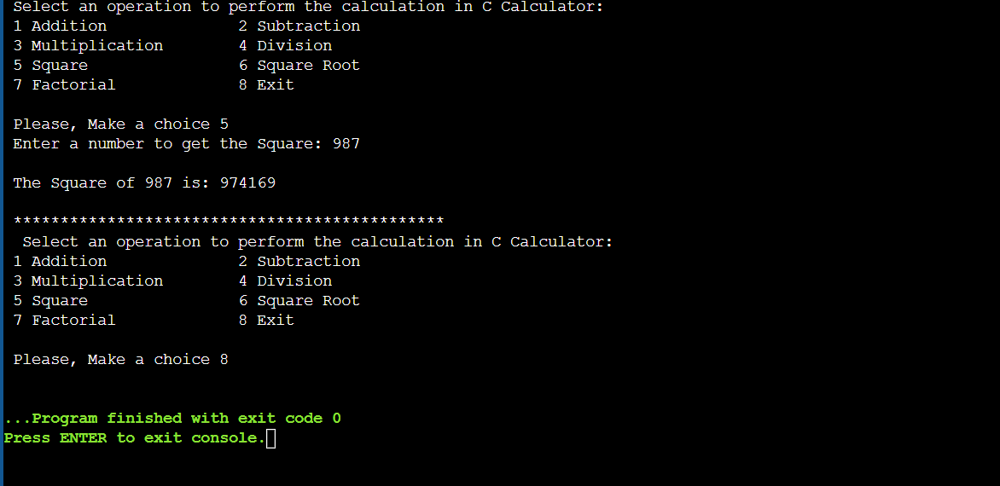 Select an operation to perform the calculation in C Calculator:
1 Addition 2 Subtraction
3 Multiplication 4 Division
5 Square 6 Square Root
7 Factorial 8 Exit
Please, Make a choice 5
Enter a number to get the Square: 987
The Square of 987 is: 974169
**********************************************
Select an operation to perform the calculation in C Calculator:
1 Addition 2 Subtraction
3 Multiplication 4 Division
5 Square 6 Square Root
7 Factorial 8 Exit
Please, Make a choice 8
...Program finished with exit code 0
Press ENTER to exit console.